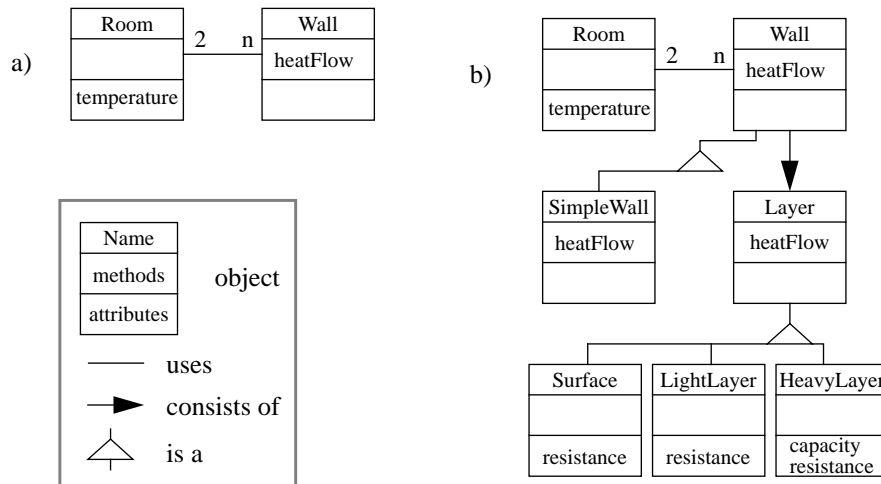 a)
Room
2
n
Wall
heatFlow
temperature
Name
methods
attributes
object
uses
consists of
is a
b)
Room
2
n
Wall
heatFlow
temperature
SimpleWall
heatFlow
Layer
heatFlow
Surface
LightLayer
HeavyLayer
resistance
resistance
capacity
resistance